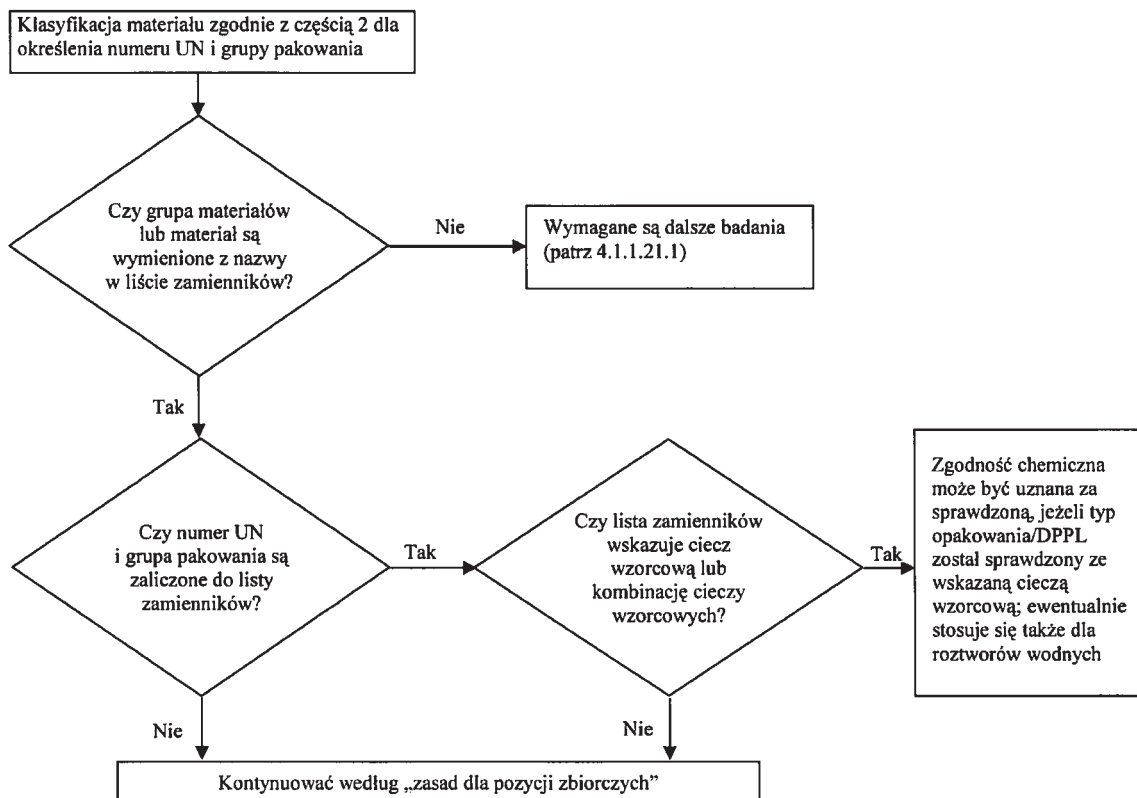 Klasyfikacja materiału zgodnie z częścią 2 dla
określenia numeru UN i grupy pakowania
Czy grupa materiałów
lub materiał są
wymienione z nazwy
w liście zamienników?
Nie
Wymagane są dalsze badania
(patrz 4.1.1.21.1)
Tak
Czy numer UN
i grupa pakowania są
zaliczone do listy
zamienników?
Tak
Czy lista zamienników
wskazuje ciecz
wzorcową lub
kombinację cieczy
wzorcowych?
Tak
Zgodność chemiczna
może być uznana za
sprawdzoną, jeżeli typ
opakowania/DPPL
został sprawdzony ze
wskazaną cieczą
wzorcową; ewentualnie
stosuje się także dla
roztworów wodnych
Nie
Nie
Kontynuować według „zasad dla pozycji zbiorczych”